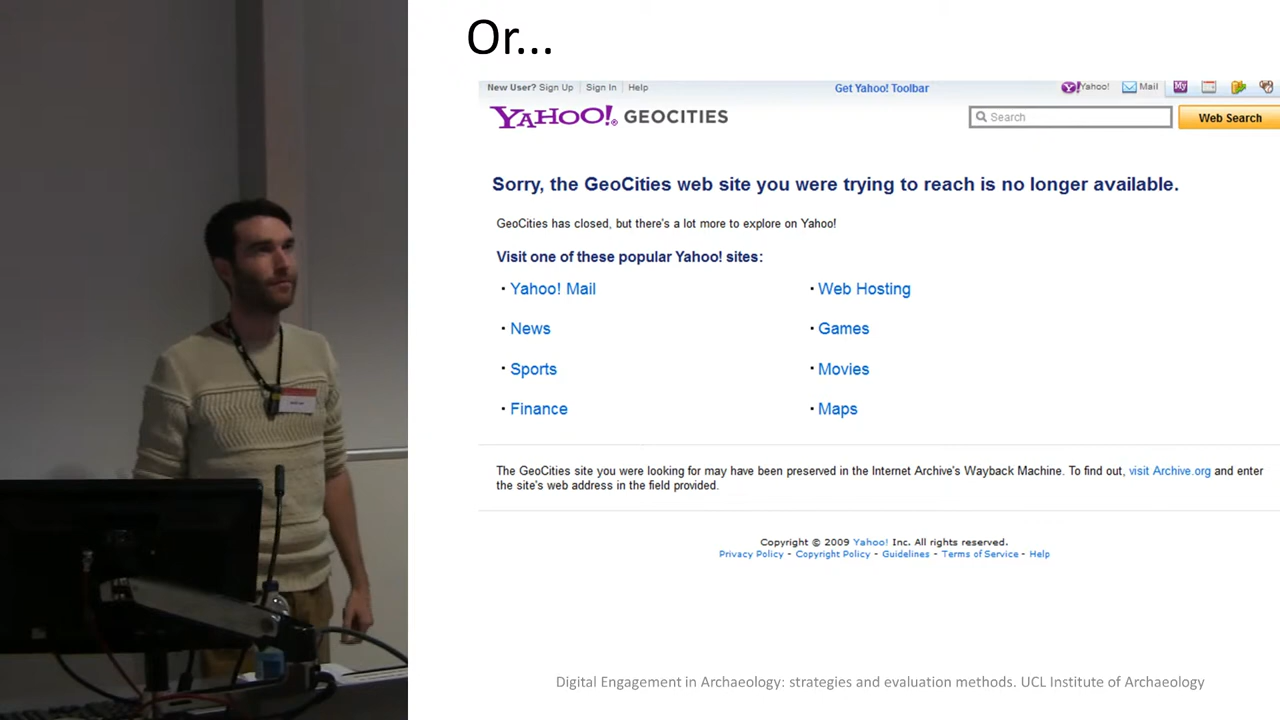 Or...
New User? Sign Up Sign In Help Get Yahoo! Toolbar Yahoo! Mail My
YAHOO! GEOCITIES Search Web Search
Sorry, the GeoCities web site you were trying to reach is no longer available.
GeoCities has closed, but there's a lot more to explore on Yahoo!
Visit one of these popular Yahoo! sites:
· Yahoo! Mail · Web Hosting
· News · Games
· Sports · Movies
· Finance · Maps
The GeoCities site you were looking for may have been preserved in the Internet Archive's Wayback Machine. To find out, visit Archive.org and enter
the site's web address in the field provided.
Copyright © 2009 Yahoo! Inc. All rights reserved.
Privacy Policy - Copyright Policy - Guidelines - Terms of Service - Help
Digital Engagement in Archaeology: strategies and evaluation methods. UCL Institute of Archaeology